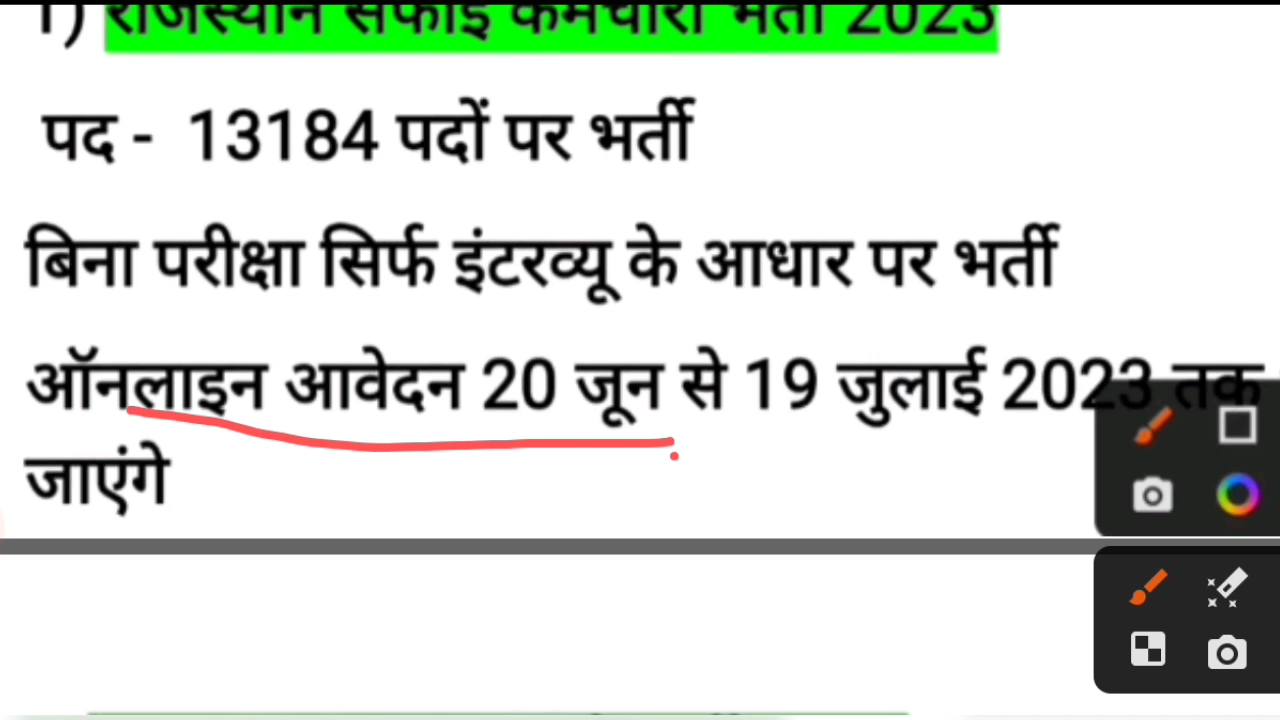 1) राजस्थान सफाई कर्मचारी भर्ती 2023
पद - 13184 पदों पर भर्ती
बिना परीक्षा सिर्फ इंटरव्यू के आधार पर भर्ती
ऑनलाइन आवेदन 20 जून से 19 जुलाई 2023 तक
जाएंगे